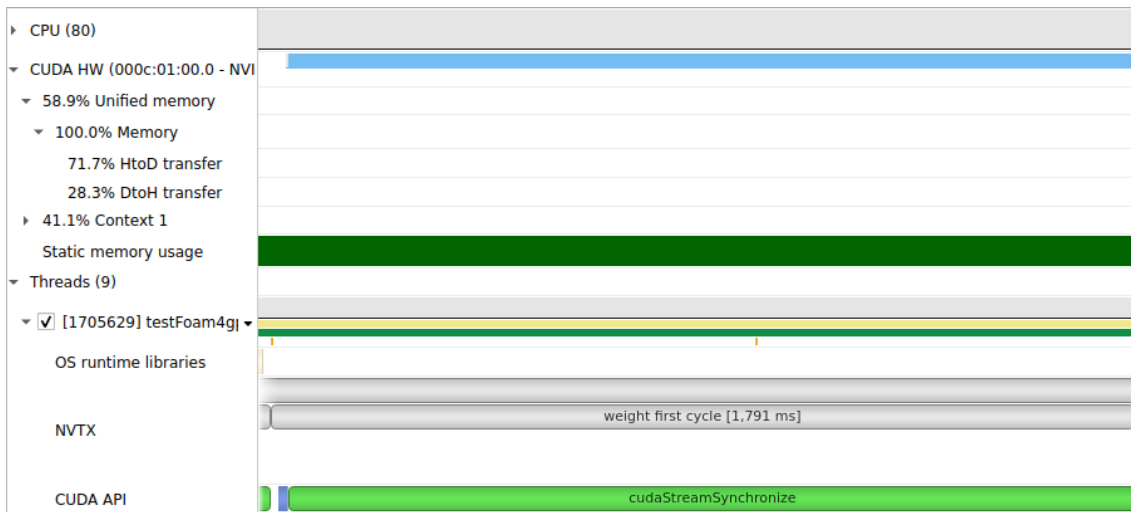 CPU (80)
CUDA HW (000c:01:00.0 - NVI
58.9% Unified memory
100.0% Memory
71.7% HtoD transfer
28.3% DtoH transfer
41.1% Context 1
Static memory usage
Threads (9)
[1705629] testFoam4g
OS runtime libraries
weight first cycle [1,791 ms]
NVTX
CUDA API
cudaStreamSynchronize